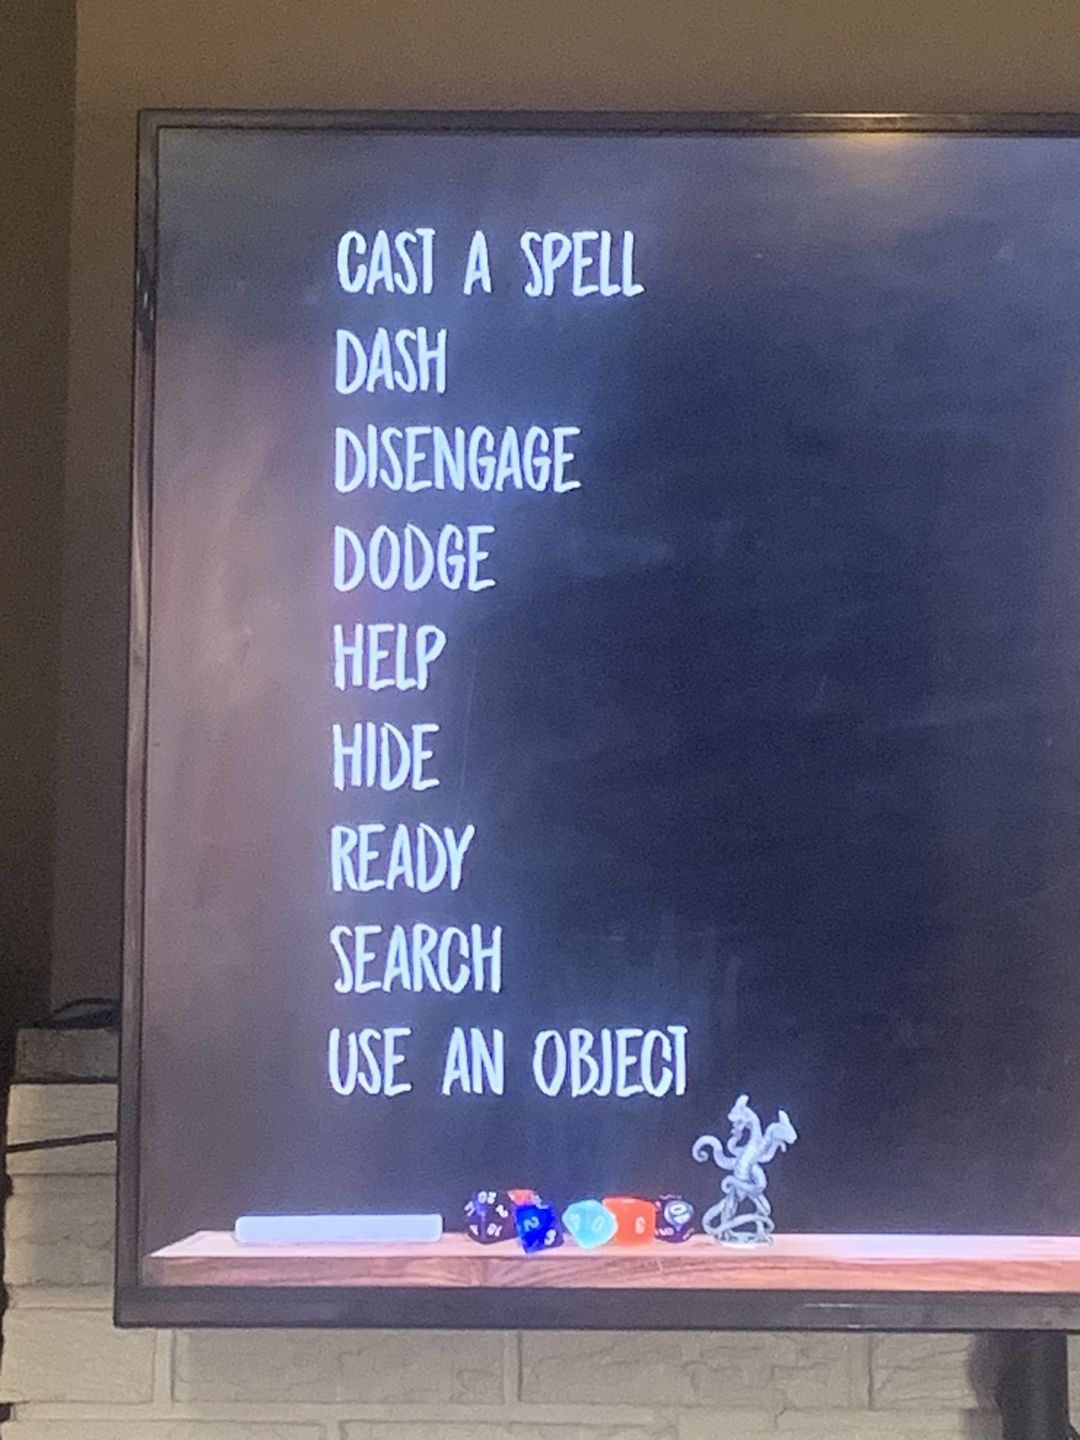 CAST A SPELL
DASH
DISENGAGE
DODGE
HELP
HIDE
READY
SEARCH
USE AN OBJECT